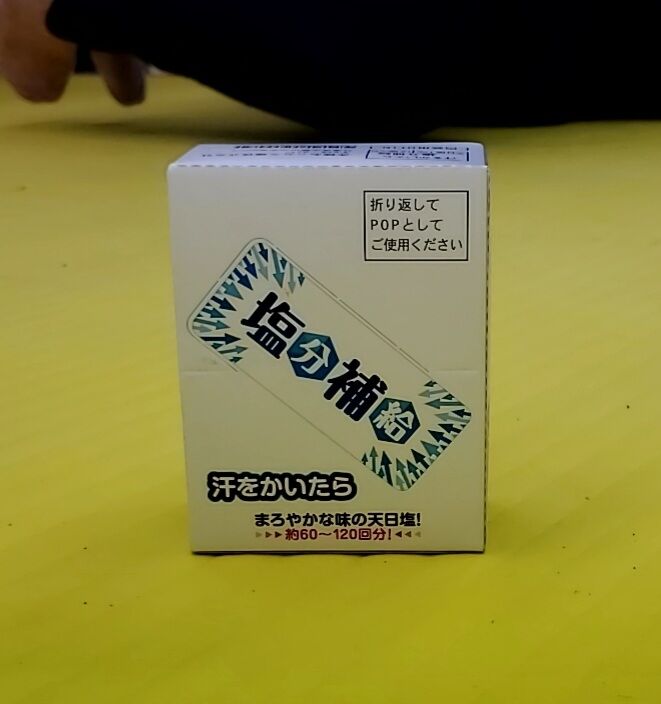 折り返して
POPとして
ご使用ください
塩分補給
汗をかいたら
まろやかな味の天日塩!
▶▶▶約60〜120回分!◀◀◀